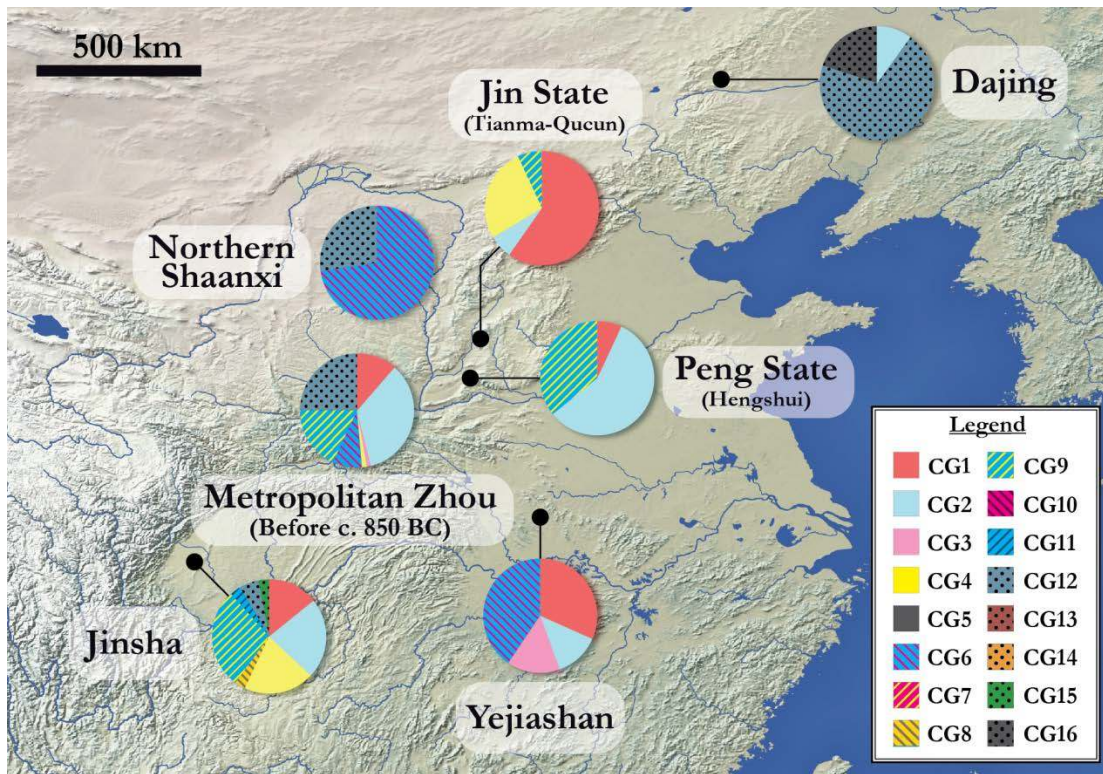 500 km
Dajing
Jin State
(Tianma-Qucun)
Northern
Shaanxi
Peng State
(Hengshui)
Metropolitan Zhou
(Before c. 850 BC)
Jinsha
Yejiashan
Legend
CG1
CG2
CG3
CG4
CG5
CG6
CG7
CG8
CG9
CG10
CG11
CG12
CG13
CG14
CG15
CG16